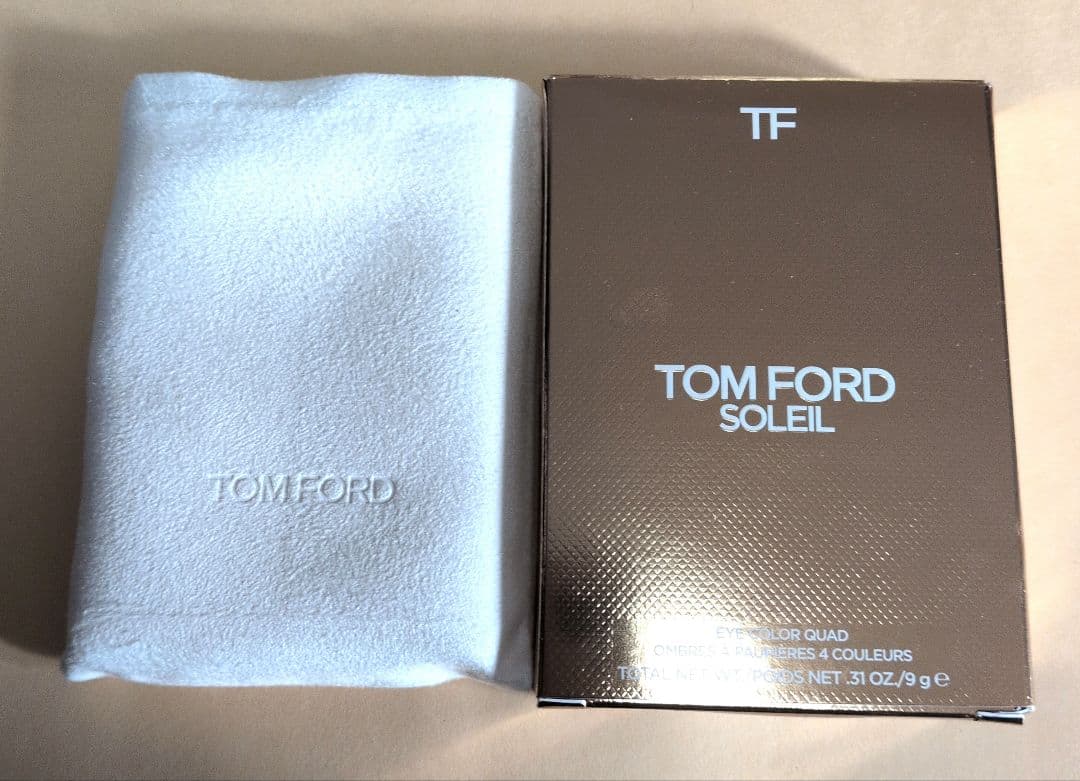 TOM FORD
TF
TOM FORD
SOLEIL
EYE COLOR QUAD
OMBRES À PAUPIÈRES 4 COULEURS
TOTAL NET WT./POIDS NET .31 OZ./9 g ℮